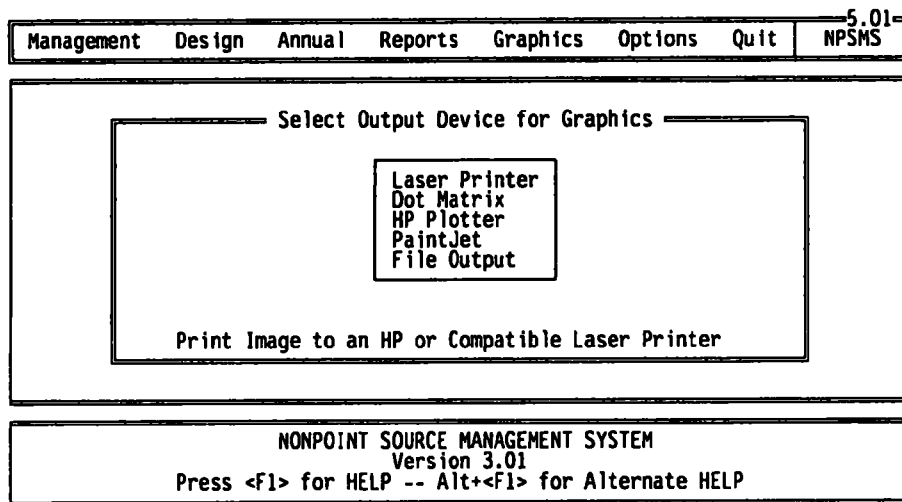 5.01
Management Design Annual Reports Graphics Options Quit NPSMS
Select Output Device for Graphics
Laser Printer
Dot Matrix
HP Plotter
PaintJet
File Output
Print Image to an HP or Compatible Laser Printer
NONPOINT SOURCE MANAGEMENT SYSTEM
Version 3.01
Press <F1> for HELP -- Alt+<F1> for Alternate HELP